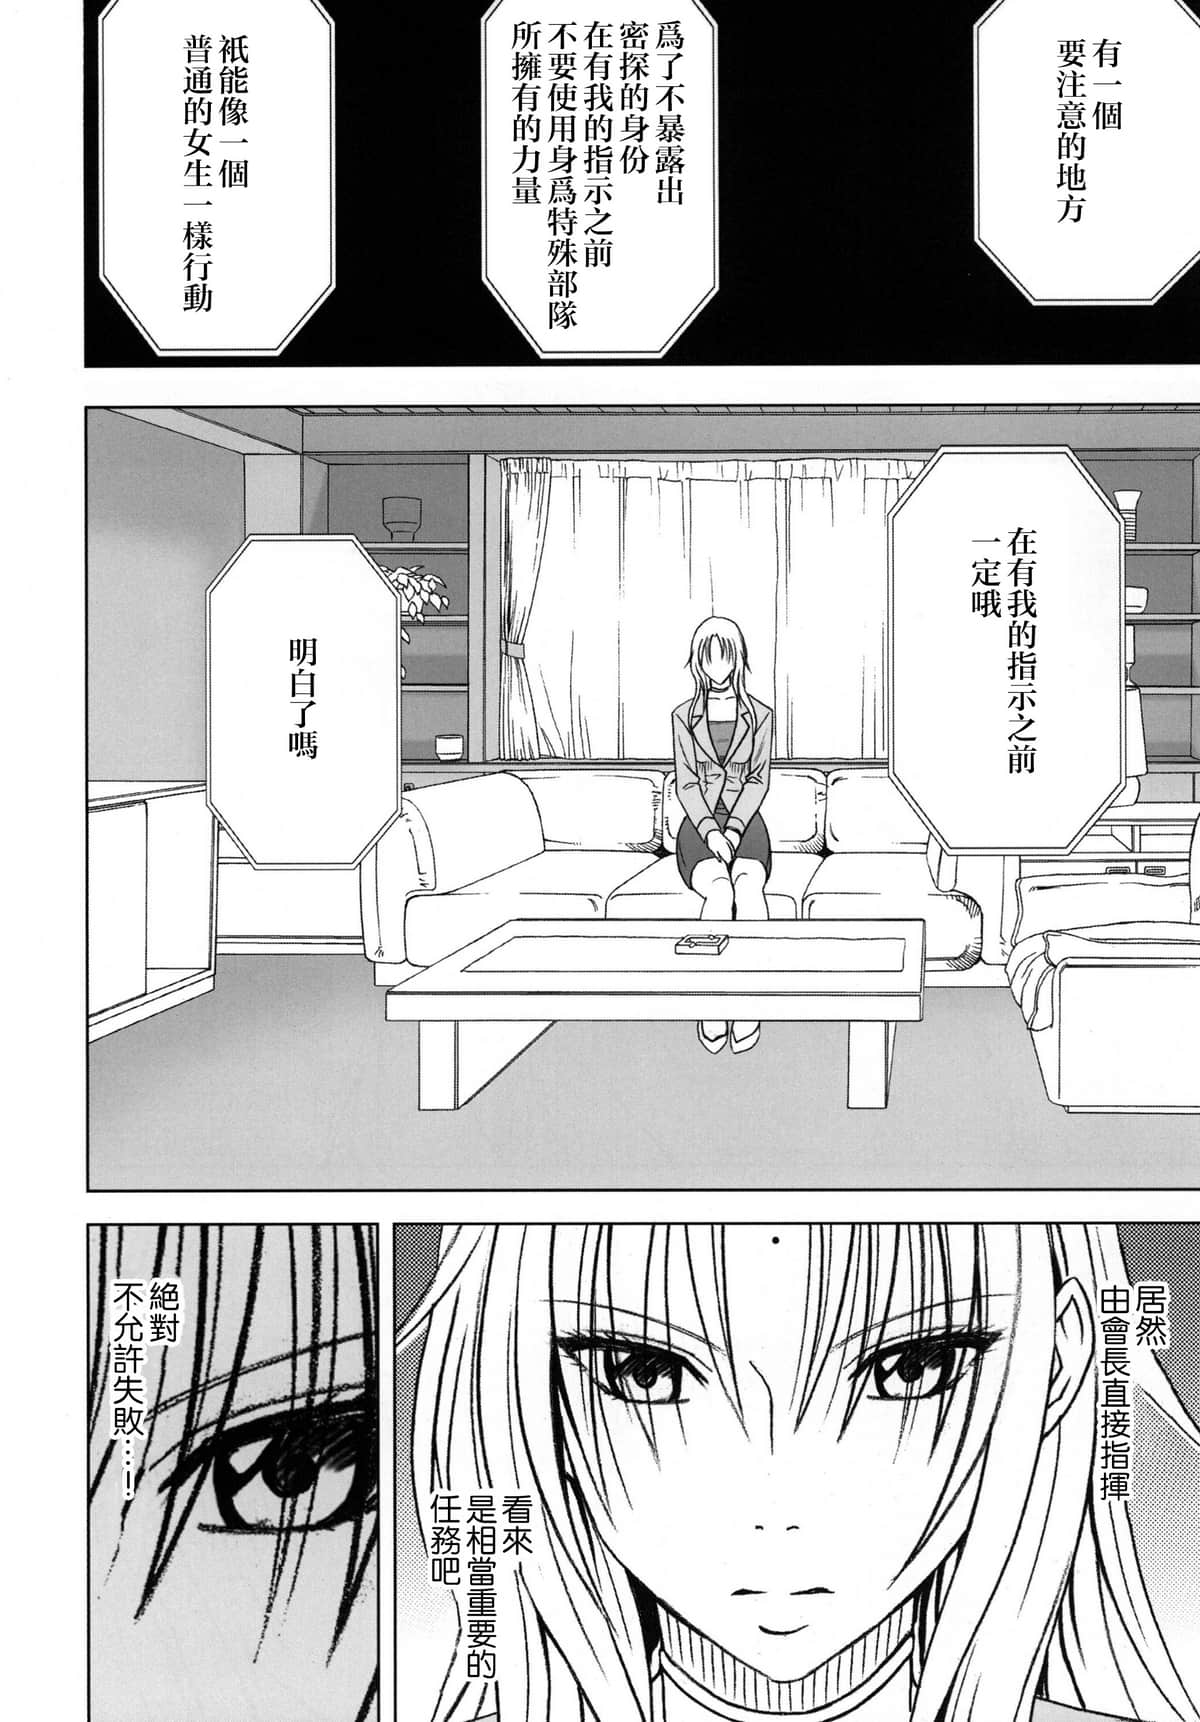 有一個
要注意的地方
爲了不暴露出
密探的身份
在有我的指示之前
不要使用身爲特殊部隊
所擁有的力量
衹能像一個
普通的女生一樣行動
在有我的指示之前
一定哦
明白了嗎
居然
由會長直接指揮
看來
是相當重要的
任務吧
絕對
不允許失敗…！